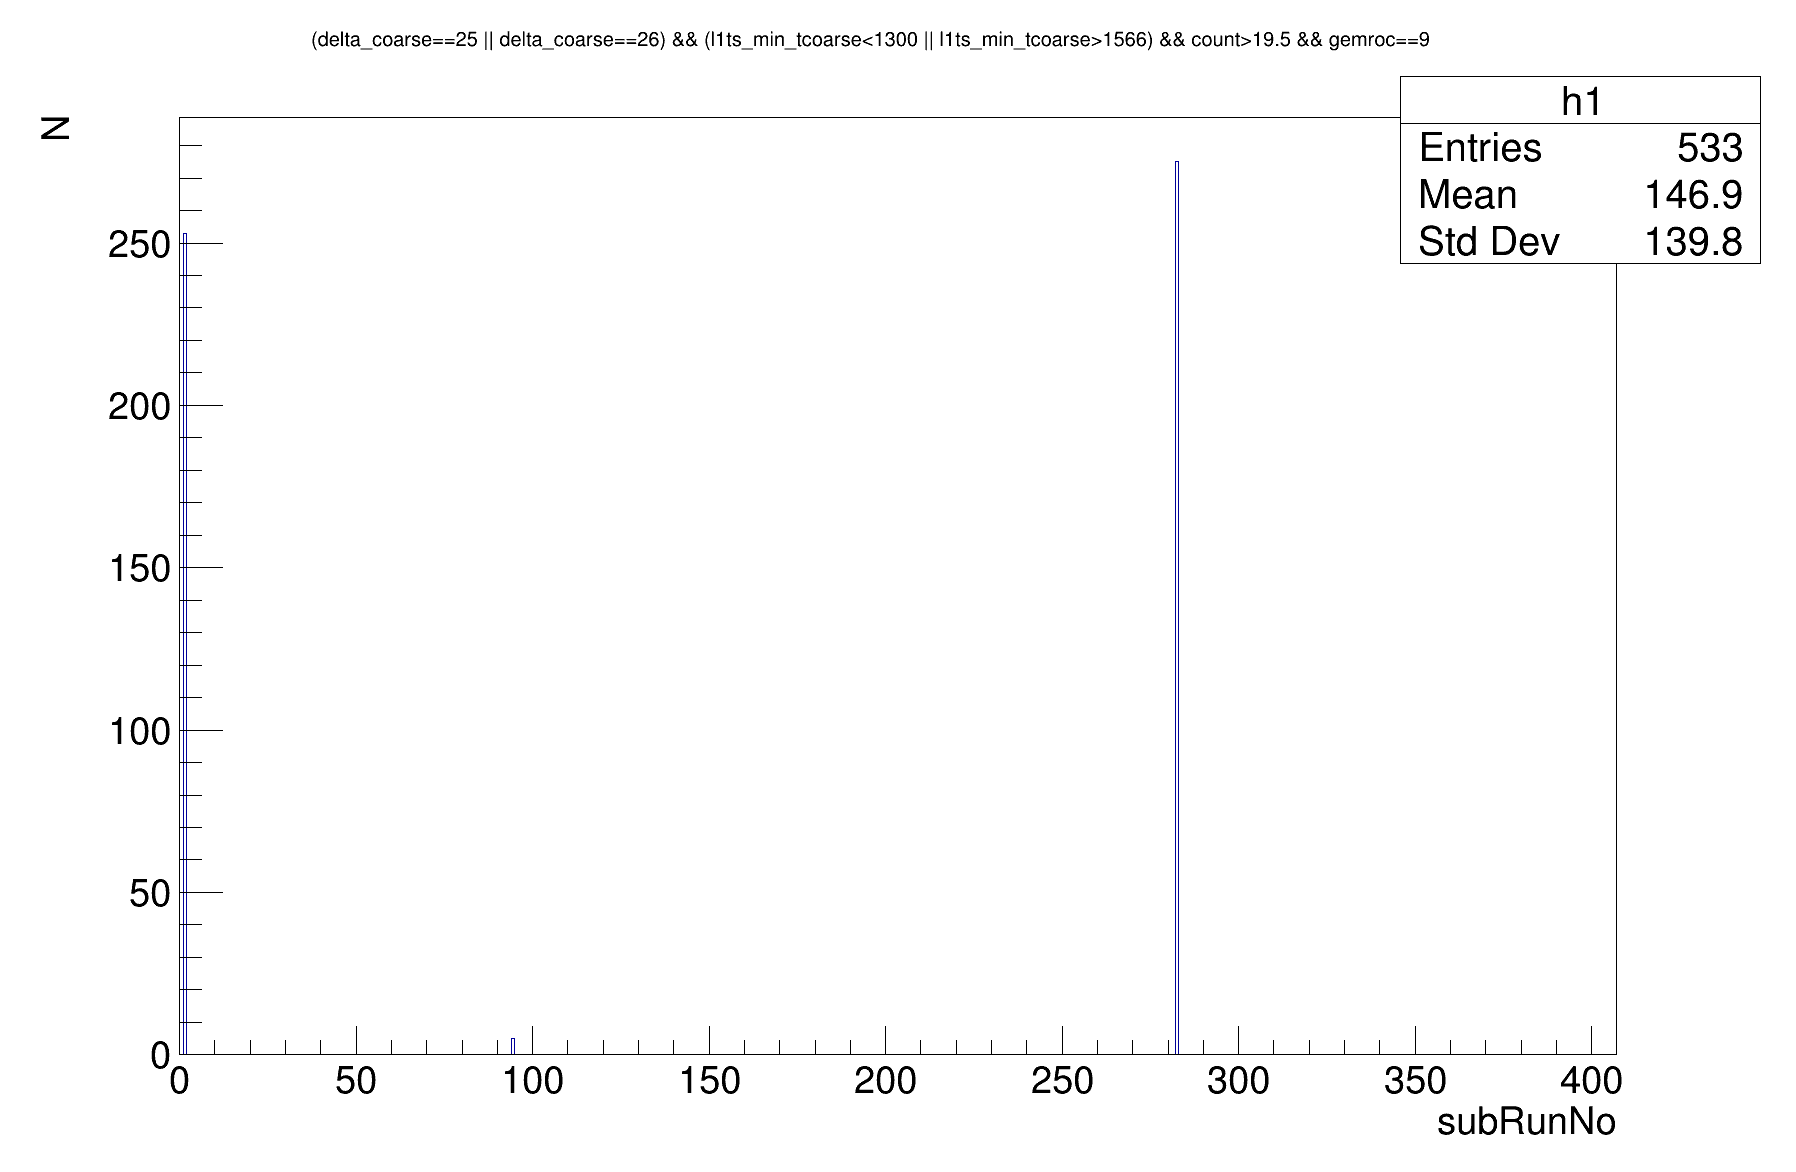 (delta_coarse==25 || delta_coarse==26) && (l1ts_min_tcoarse<1300 || l1ts_min_tcoarse>1566) && count>19.5 && gemroc==9
h1
Entries 533
Mean 146.9
Std Dev 139.8
N
250
200
150
100
50
0
0 50 100 150 200 250 300 350 400
subRunNo